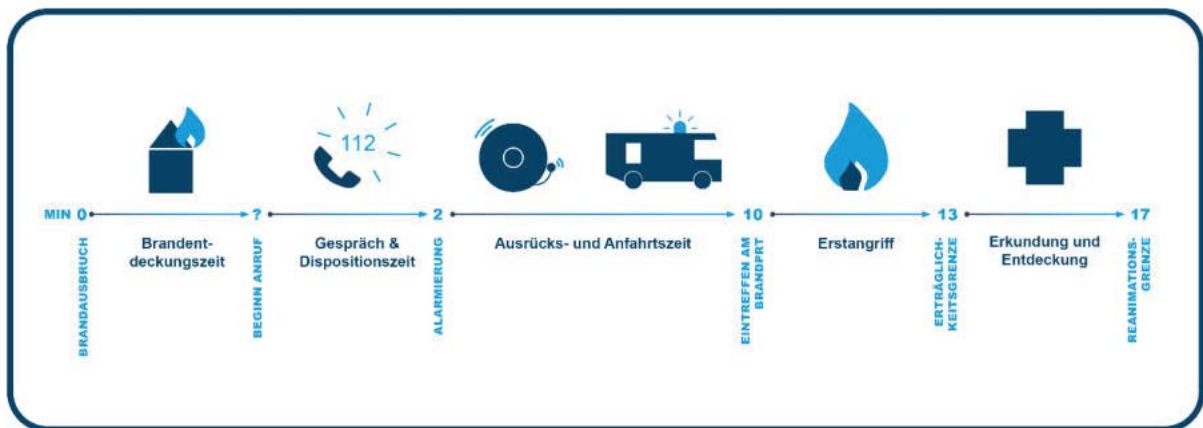 112
MIN 0
?
2
10
13
17
Brandent-
deckungszeit
Gespräch &
Dispositionszeit
Ausrücks- und Anfahrtszeit
Erstangriff
Erkundung und
Entdeckung
BRANDAUSBRUCH
BEGINN ANRUF
ALARMIERUNG
EINTREFFEN AM
BRANDPRT
ERTRÄGLICH-
KEITSGRENZE
REANIMATIONS-
GRENZE